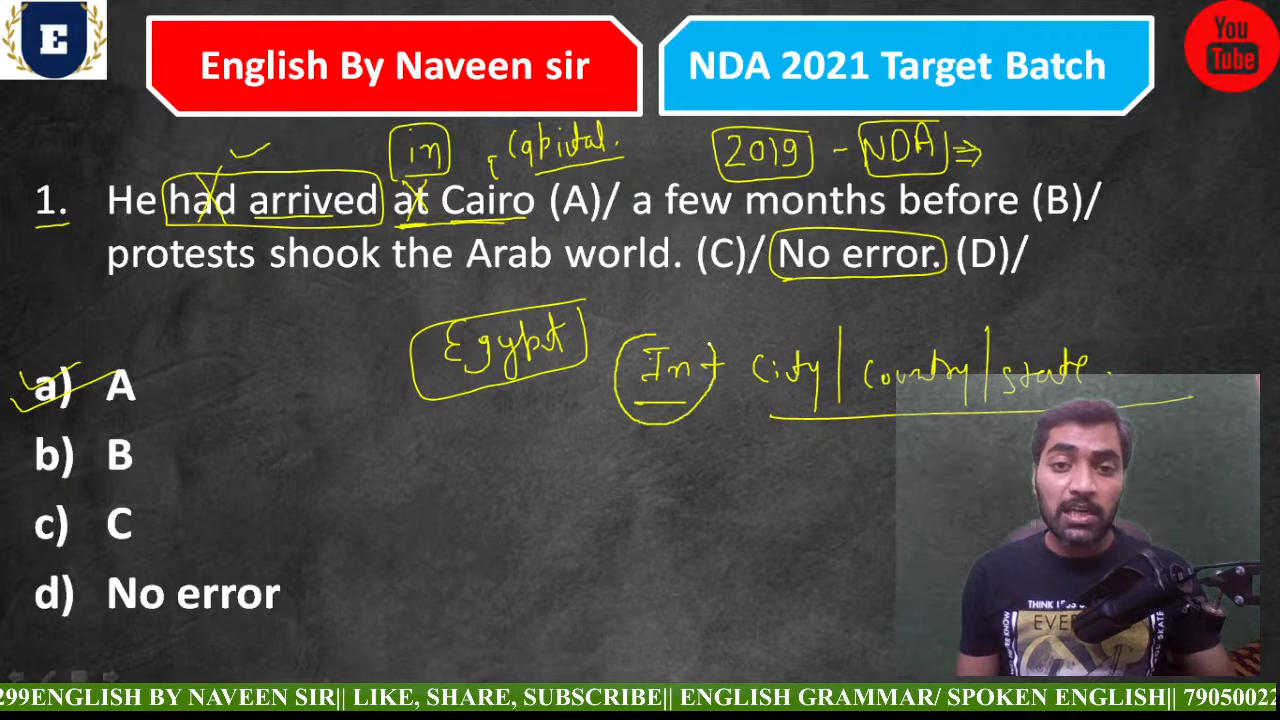 E
English By Naveen sir
NDA 2021 Target Batch
You
Tube
in
Capital.
2019 - NDA ⇒
1. He had arrived at Cairo (A)/ a few months before (B)/
protests shook the Arab world. (C)/ No error. (D)/
Egypt
In + City | Country | state.
a) A
b) B
c) C
d) No error
THINK
EVE
299ENGLISH BY NAVEEN SIR|| LIKE, SHARE, SUBSCRIBE|| ENGLISH GRAMMAR/ SPOKEN ENGLISH|| 79050022